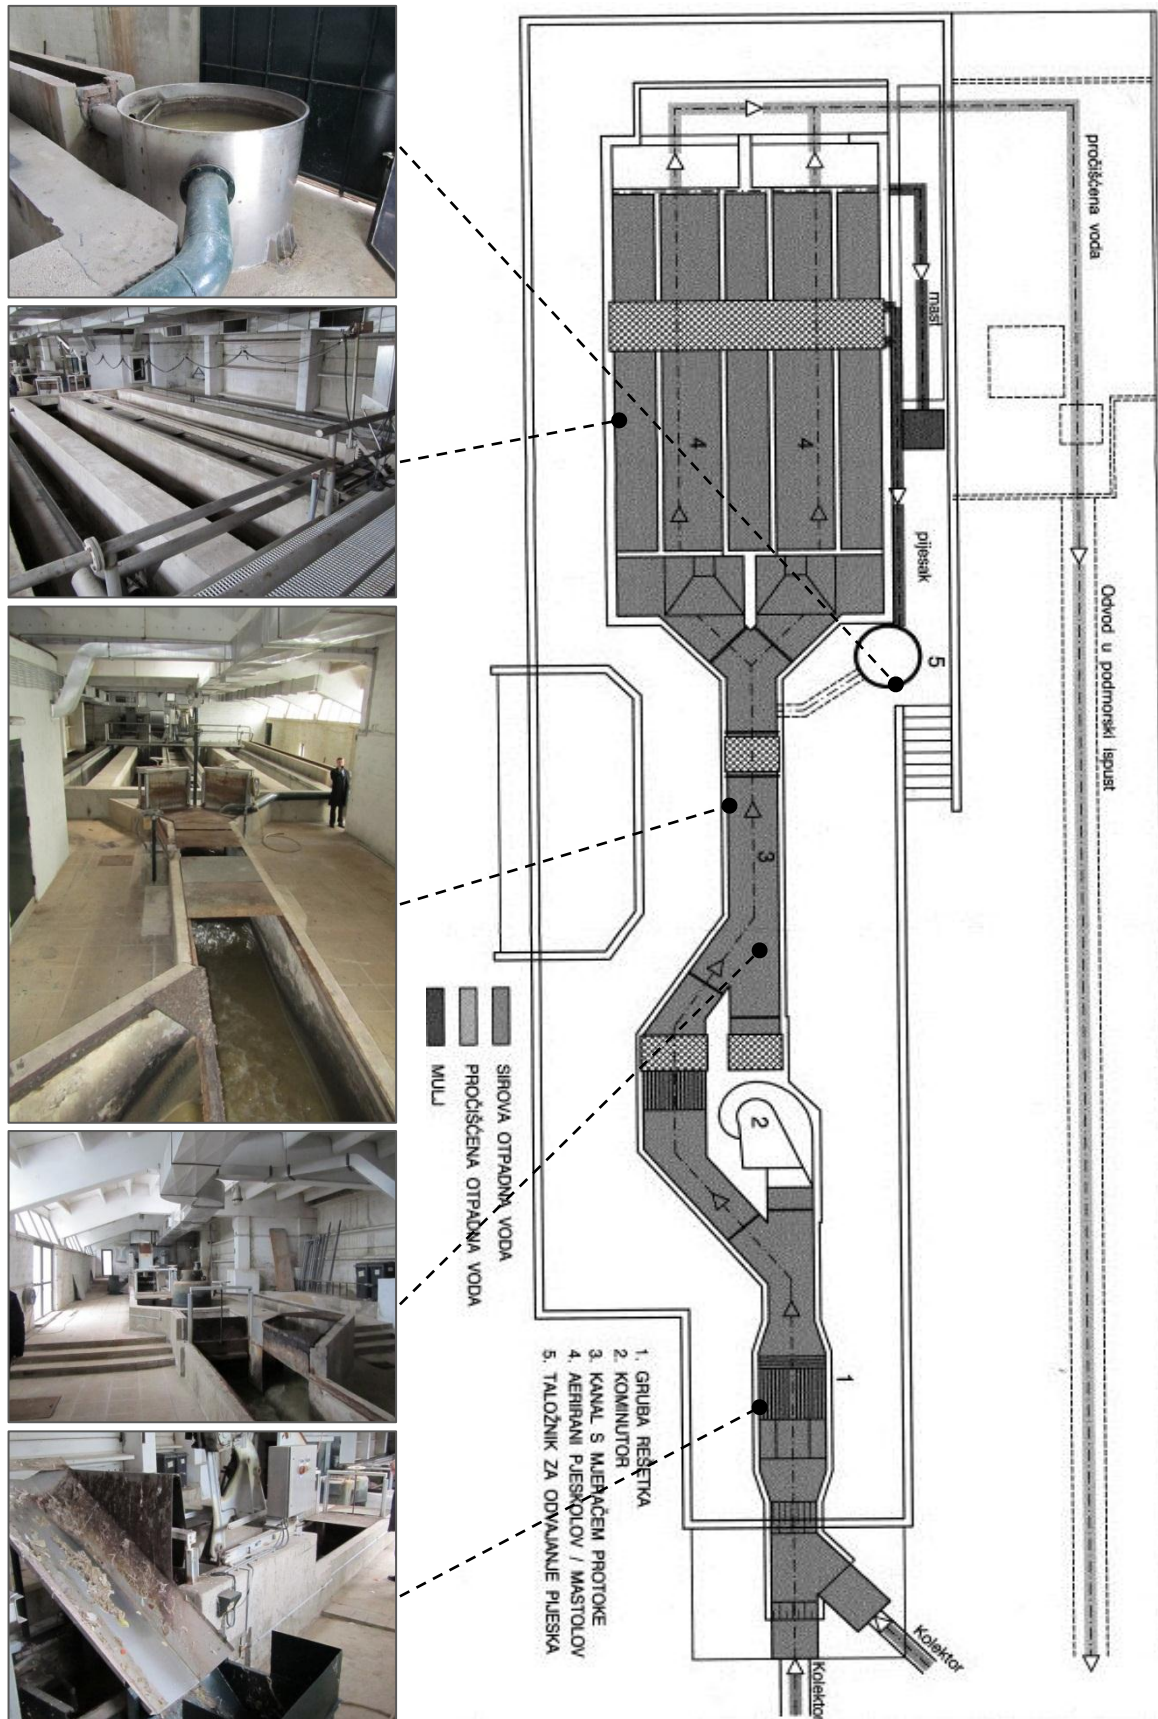 pročišćena voda
mast
pijesak
Odvod u podmorski ispust
4
4
5
3
2
1
SIROVA OTPADNA VODA
PROČIŠĆENA OTPADNA VODA
MULJ
1. GRUBA REŠETKA
2. KOMINUTOR
3. KANAL S MJERAČEM PROTOKE
4. AERIRANI PJESKOLOV / MASTOLOV
5. TALOŽNIK ZA ODVAJANJE PIJESKA
Kolektor
Kolektor